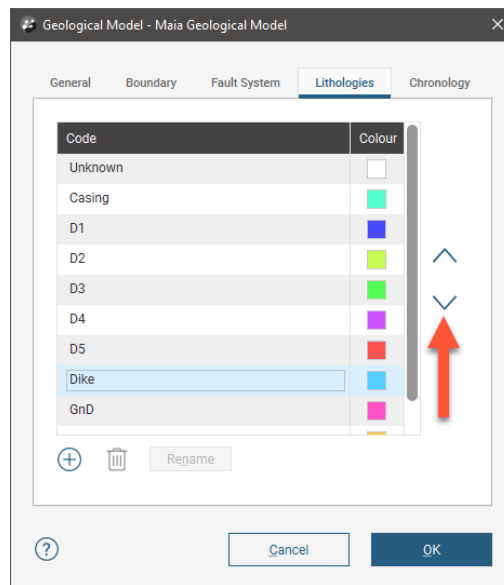 Geological Model - Maia Geological Model
General Boundary Fault System Lithologies Chronology
Code Colour
Unknown
Casing
D1
D2
D3
D4
D5
Dike
GnD
Rename
? Cancel OK